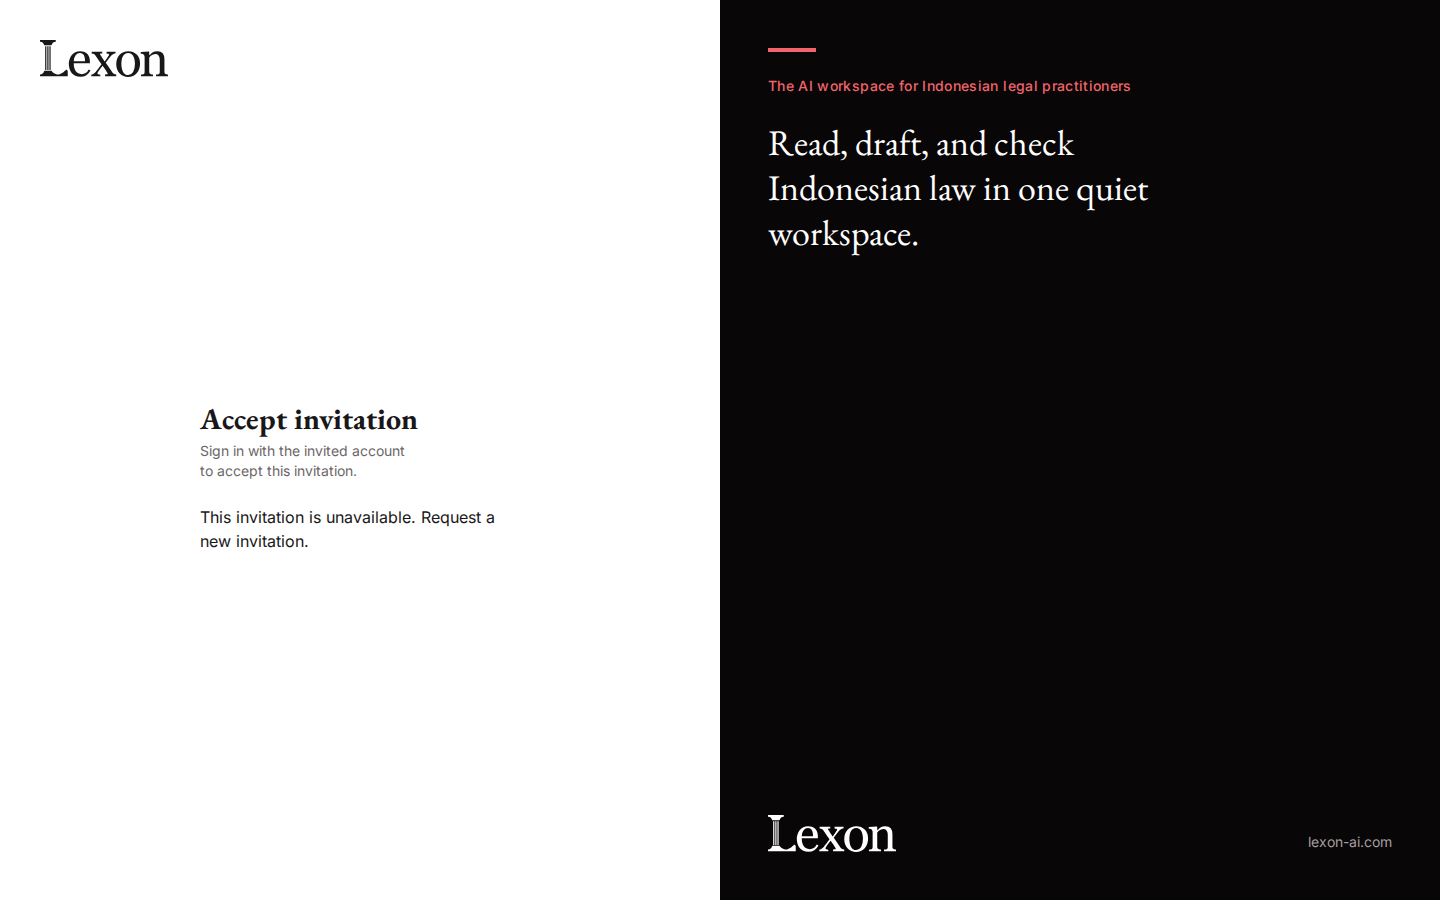 Lexon
Accept invitation
Sign in with the invited account
to accept this invitation.
This invitation is unavailable. Request a
new invitation.
The AI workspace for Indonesian legal practitioners
Read, draft, and check
Indonesian law in one quiet
workspace.
Lexon
lexon-ai.com